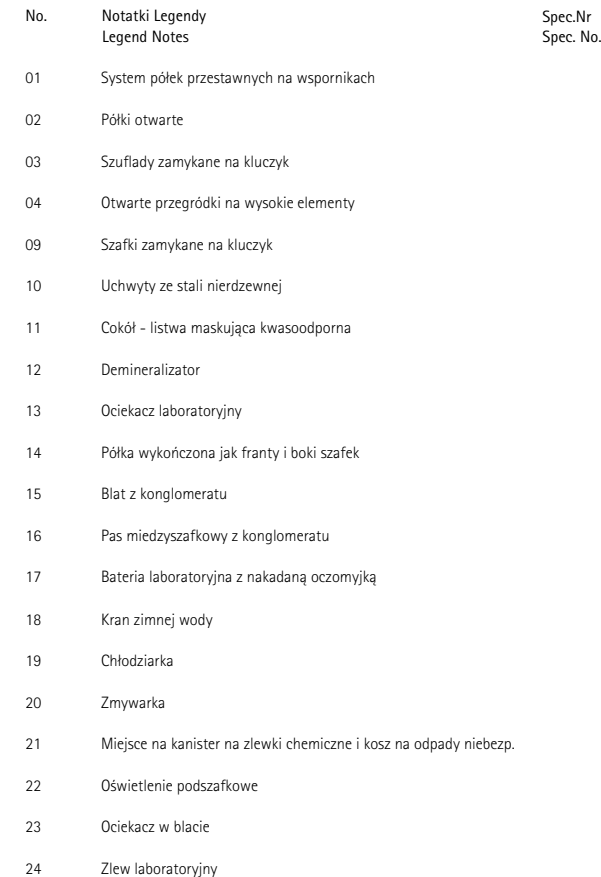 No. Notatki Legendy Spec.Nr
Legend Notes Spec. No.
01 System półek przestawnych na wspornikach
02 Półki otwarte
03 Szuflady zamykane na kluczyk
04 Otwarte przegródki na wysokie elementy
09 Szafki zamykane na kluczyk
10 Uchwyty ze stali nierdzewnej
11 Cokół - listwa maskująca kwasoodporna
12 Demineralizator
13 Ociekacz laboratoryjny
14 Półka wykończona jak franty i boki szafek
15 Blat z konglomeratu
16 Pas miedzyszafkowy z konglomeratu
17 Bateria laboratoryjna z nakadaną oczomyjką
18 Kran zimnej wody
19 Chłodziarka
20 Zmywarka
21 Miejsce na kanister na zlewki chemiczne i kosz na odpady niebezp.
22 Oświetlenie podszafkowe
23 Ociekacz w blacie
24 Zlew laboratoryjny